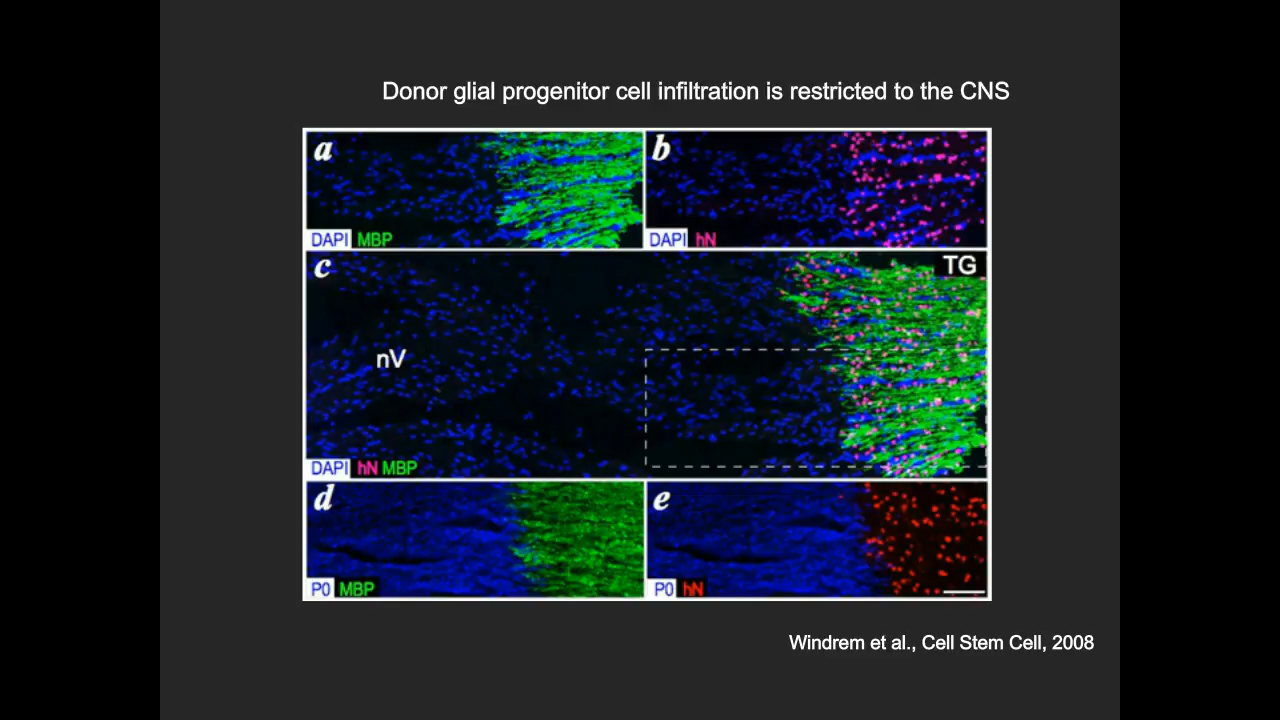 Donor glial progenitor cell infiltration is restricted to the CNS
a
b
DAPI MBP
DAPI hN
c
TG
nV
DAPI hN MBP
d
e
P0 MBP
P0 hN
Windrem et al., Cell Stem Cell, 2008